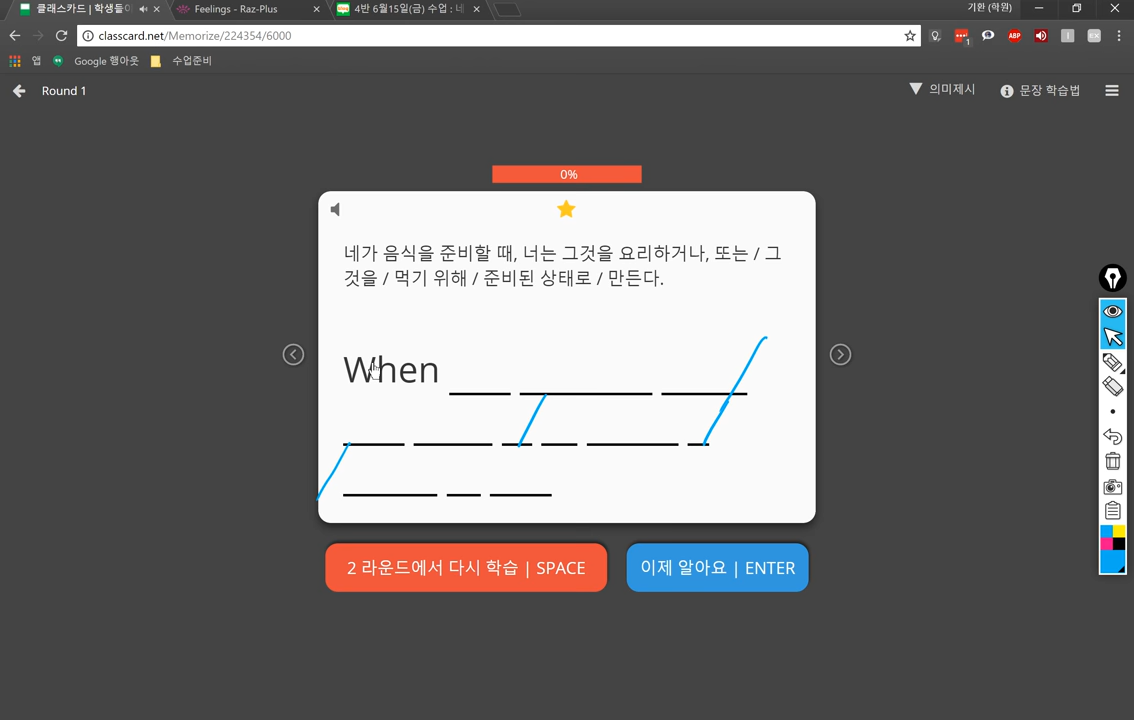 클래스카드 | 학생들이
Feelings - Raz-Plus
4반 6월15일(금) 수업 : 네
기환 (학원)
classcard.net/Memorize/224354/6000
1
ABP
앱
Google 행아웃
수업준비
Round 1
의미제시
문장 학습법
0%
네가 음식을 준비할 때, 너는 그것을 요리하거나, 또는 / 그
것을 / 먹기 위해 / 준비된 상태로 / 만든다.
When
2 라운드에서 다시 학습 | SPACE
이제 알아요 | ENTER